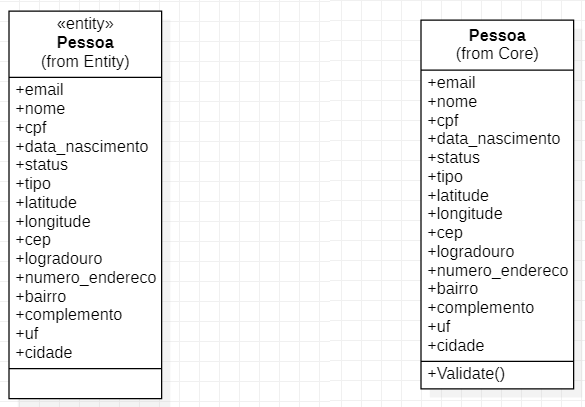 «entity»
Pessoa
(from Entity)
+email
+nome
+cpf
+data_nascimento
+status
+tipo
+latitude
+longitude
+cep
+logradouro
+numero_endereco
+bairro
+complemento
+uf
+cidade
Pessoa
(from Core)
+email
+nome
+cpf
+data_nascimento
+status
+tipo
+latitude
+longitude
+cep
+logradouro
+numero_endereco
+bairro
+complemento
+uf
+cidade
+Validate()